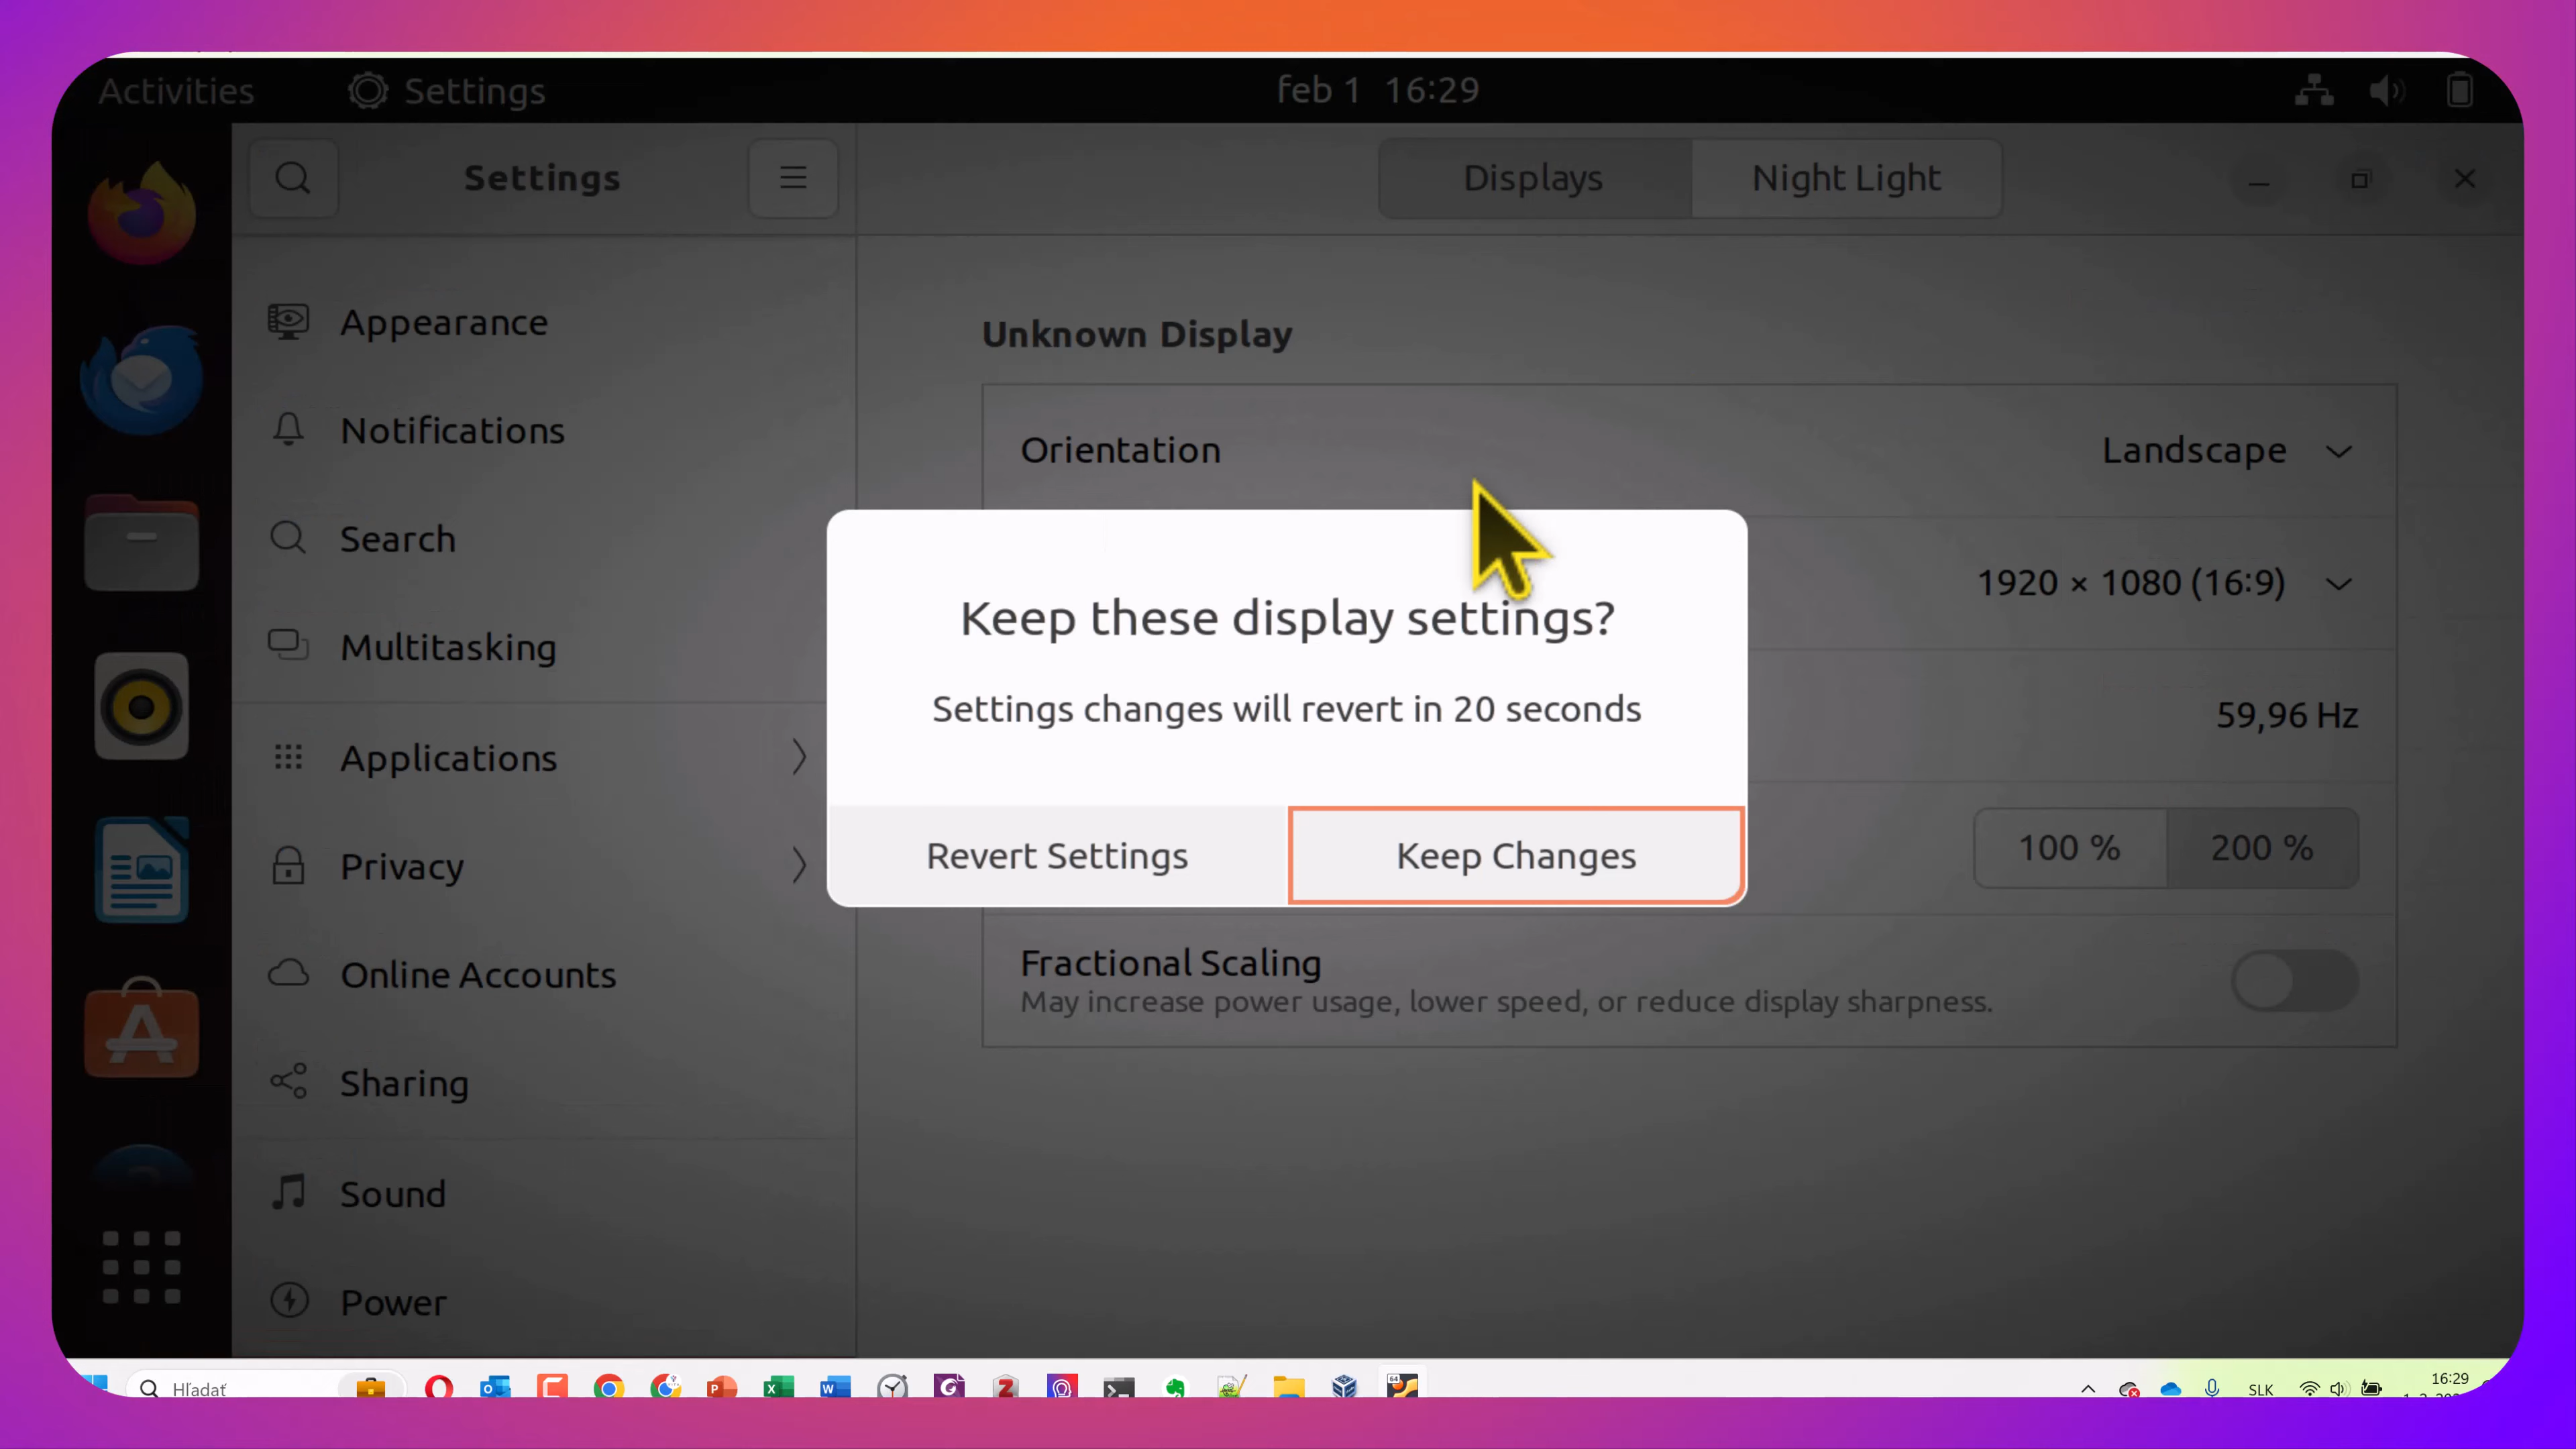 Activities
Settings
feb 1 16:29
Settings
Displays
Night Light
Appearance
Notifications
Search
Multitasking
Applications
Privacy
Online Accounts
Sharing
Sound
Power
Unknown Display
Orientation
Landscape
1920 × 1080 (16:9)
59,96 Hz
100 %
200 %
Fractional Scaling
May increase power usage, lower speed, or reduce display sharpness.
Keep these display settings?
Settings changes will revert in 20 seconds
Revert Settings
Keep Changes
Hľadať
SLK
16:29